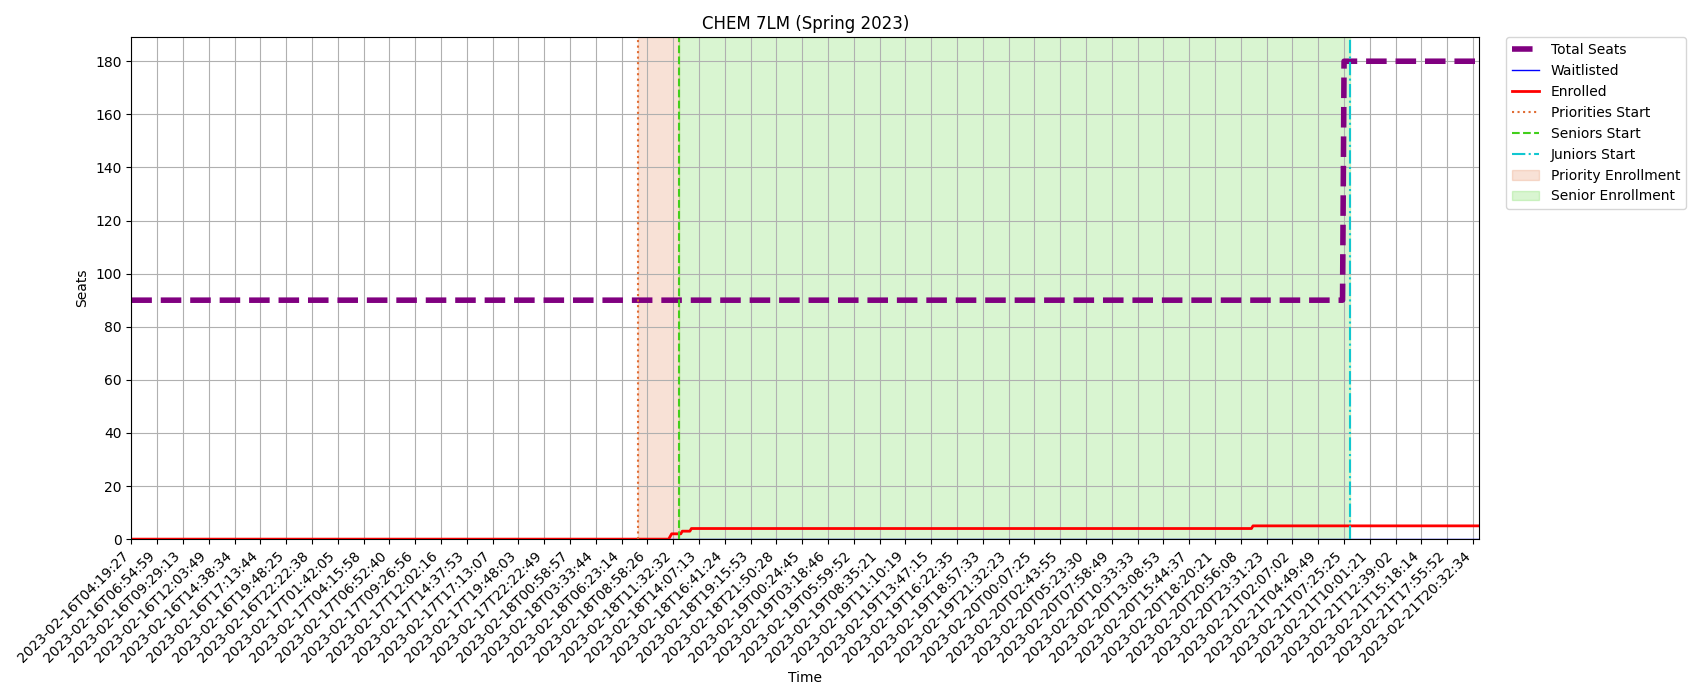 CHEM 7LM (Spring 2023)
Seats
180
160
140
120
100
80
60
40
20
0
Total Seats
Waitlisted
Enrolled
Priorities Start
Seniors Start
Juniors Start
Priority Enrollment
Senior Enrollment
2023-02-16T04:19:27
2023-02-16T06:54:59
2023-02-16T09:29:13
2023-02-16T12:03:49
2023-02-16T14:38:34
2023-02-16T17:13:44
2023-02-16T19:48:25
2023-02-16T22:22:38
2023-02-17T01:42:05
2023-02-17T04:15:58
2023-02-17T06:52:40
2023-02-17T09:26:56
2023-02-17T12:02:16
2023-02-17T14:37:53
2023-02-17T17:13:07
2023-02-17T19:48:03
2023-02-17T22:22:49
2023-02-18T00:58:57
2023-02-18T03:33:44
2023-02-18T06:23:14
2023-02-18T08:58:26
2023-02-18T11:32:32
2023-02-18T14:07:13
2023-02-18T16:41:24
2023-02-18T19:15:53
2023-02-18T21:50:28
2023-02-19T00:24:45
2023-02-19T03:18:46
2023-02-19T05:59:52
2023-02-19T08:35:21
2023-02-19T11:10:19
2023-02-19T13:47:15
2023-02-19T16:22:35
2023-02-19T18:57:33
2023-02-19T21:32:23
2023-02-20T00:07:25
2023-02-20T02:43:55
2023-02-20T05:23:30
2023-02-20T07:58:49
2023-02-20T10:33:33
2023-02-20T13:08:53
2023-02-20T15:44:37
2023-02-20T18:20:21
2023-02-20T20:56:08
2023-02-20T23:31:23
2023-02-21T02:07:02
2023-02-21T04:49:49
2023-02-21T07:25:25
2023-02-21T10:01:21
2023-02-21T12:39:02
2023-02-21T15:18:14
2023-02-21T17:55:52
2023-02-21T20:32:34
Time